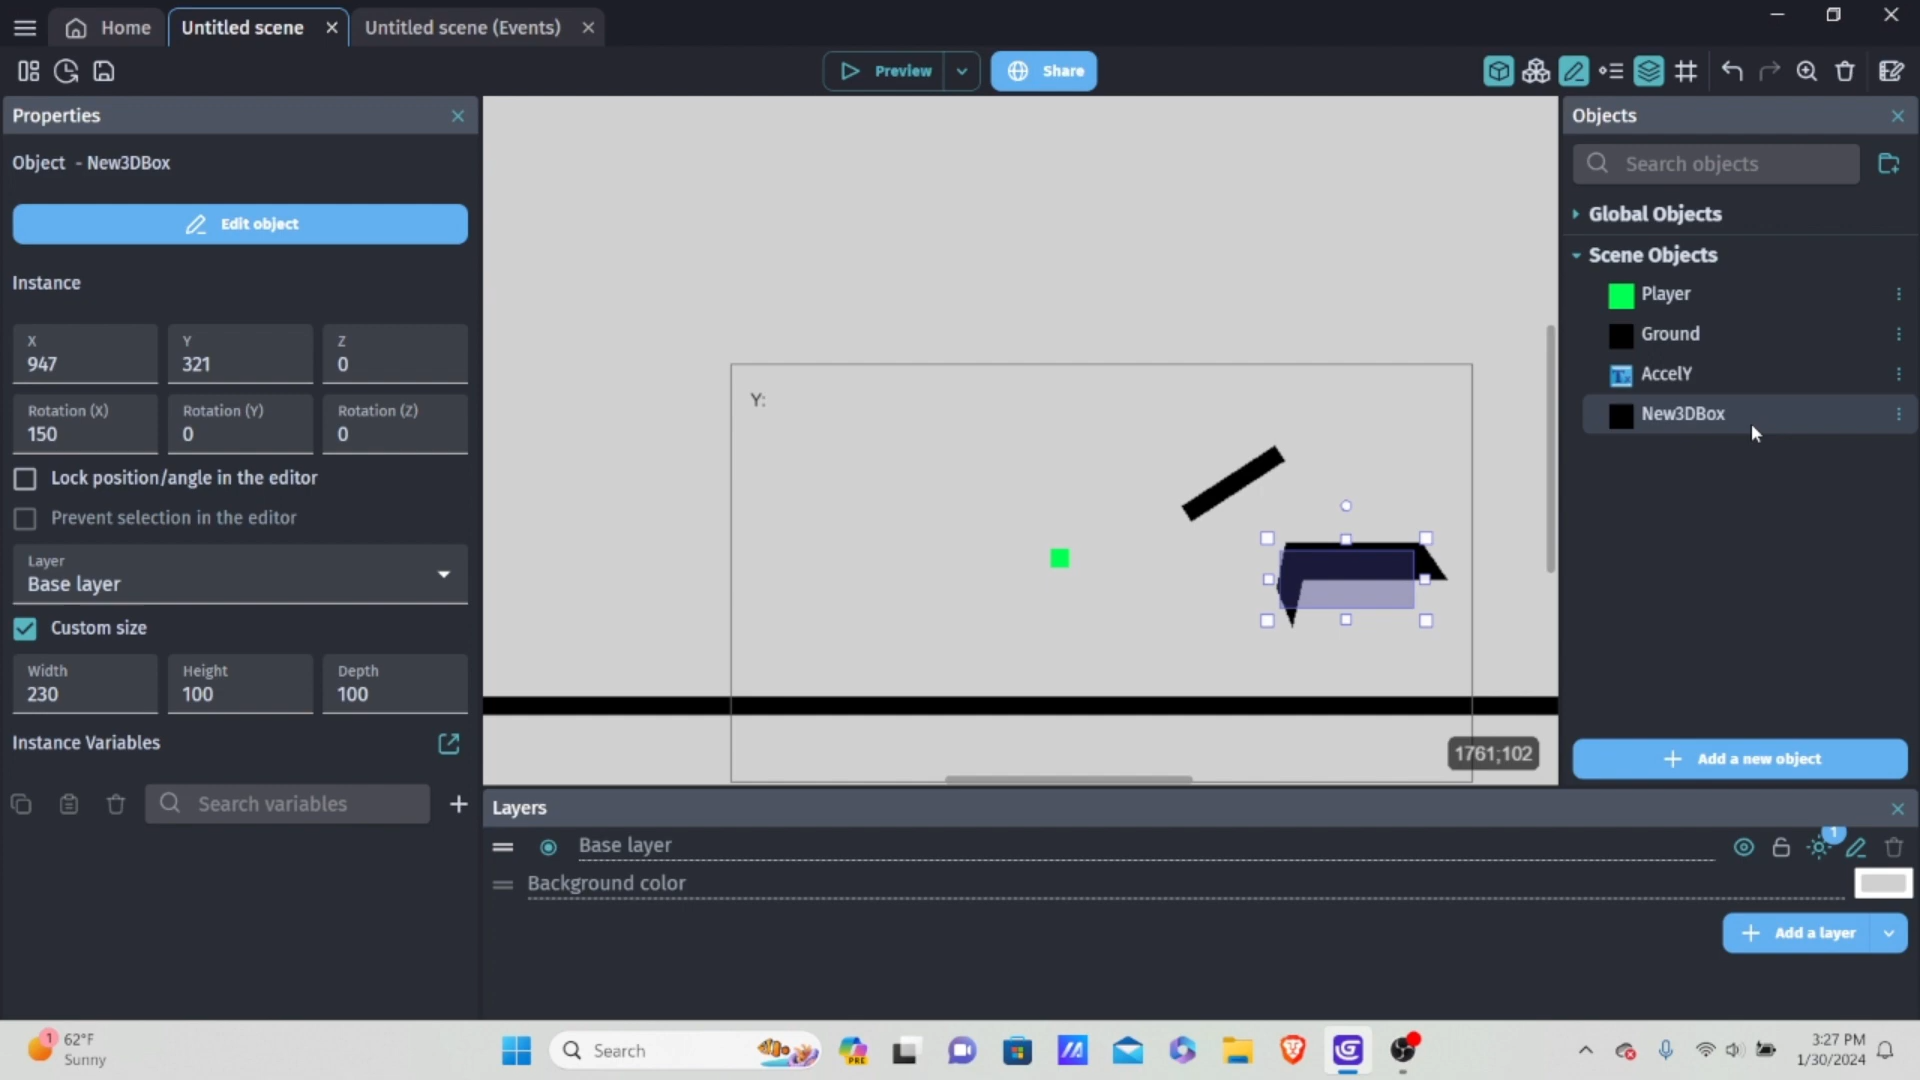 Home
Untitled scene
Untitled scene (Events)
Preview
Share
Properties
Object - New3DBox
Edit object
Instance
X
947
Y
321
Z
0
Rotation (X)
150
Rotation (Y)
0
Rotation (Z)
0
Lock position/angle in the editor
Prevent selection in the editor
Layer
Base layer
Custom size
Width
230
Height
100
Depth
100
Instance Variables
Search variables
Y:
1761;102
Objects
Search objects
Global Objects
Scene Objects
Player
Ground
AccelY
New3DBox
Add a new object
Layers
Base layer
1
Background color
Add a layer
1
62°F
Sunny
Search
PRE
3:27 PM
1/30/2024